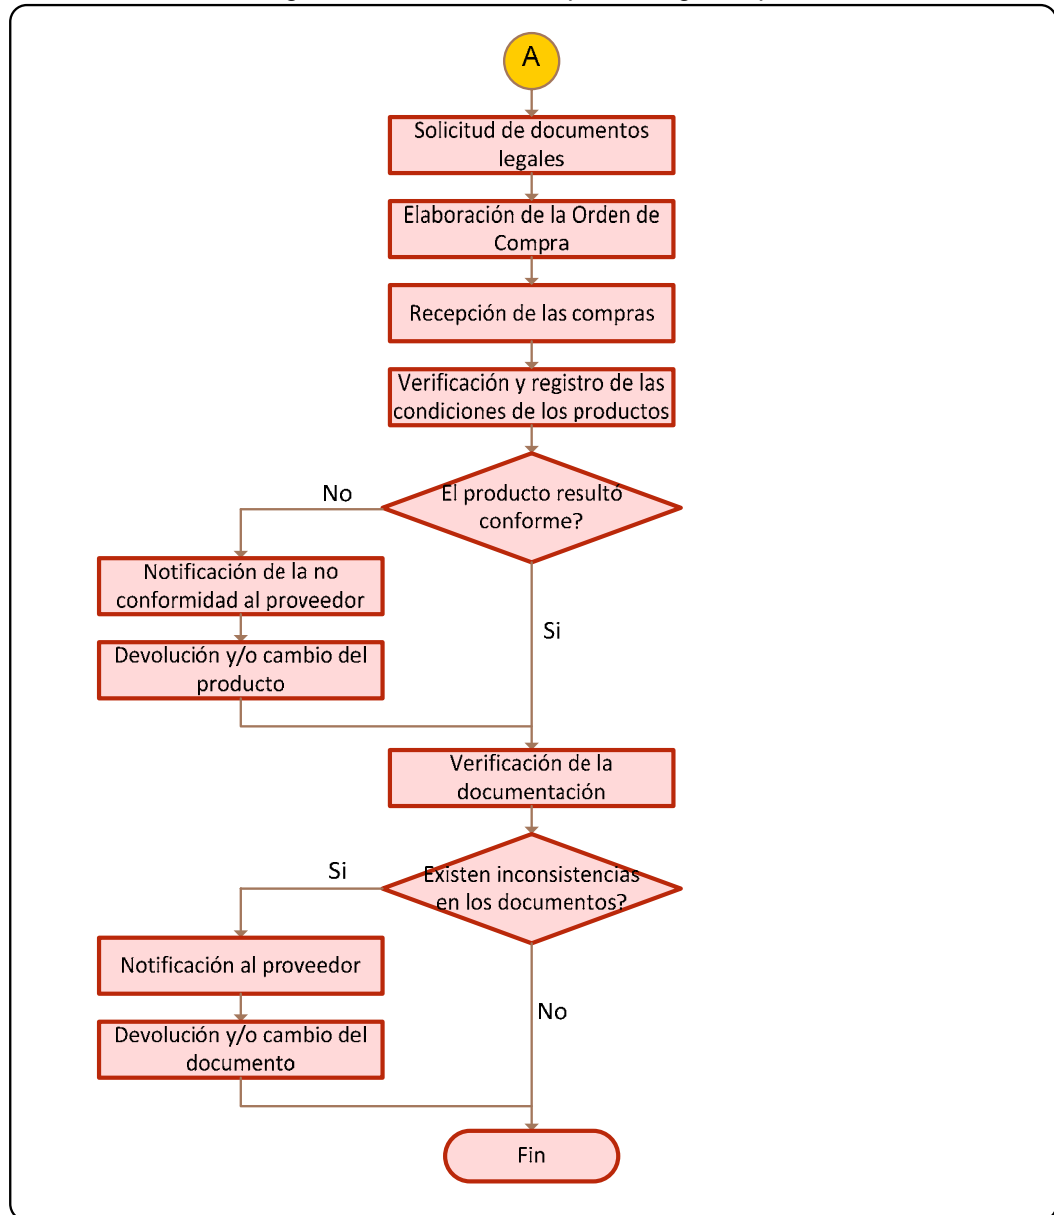 A
Solicitud de documentos
legales
Elaboración de la Orden de
Compra
Recepción de las compras
Verificación y registro de las
condiciones de los productos
El producto resultó
conforme?
No
Notificación de la no
conformidad al proveedor
Si
Devolución y/o cambio del
producto
Verificación de la
documentación
Existen inconsistencias
en los documentos?
Si
Notificación al proveedor
No
Devolución y/o cambio del
documento
Fin